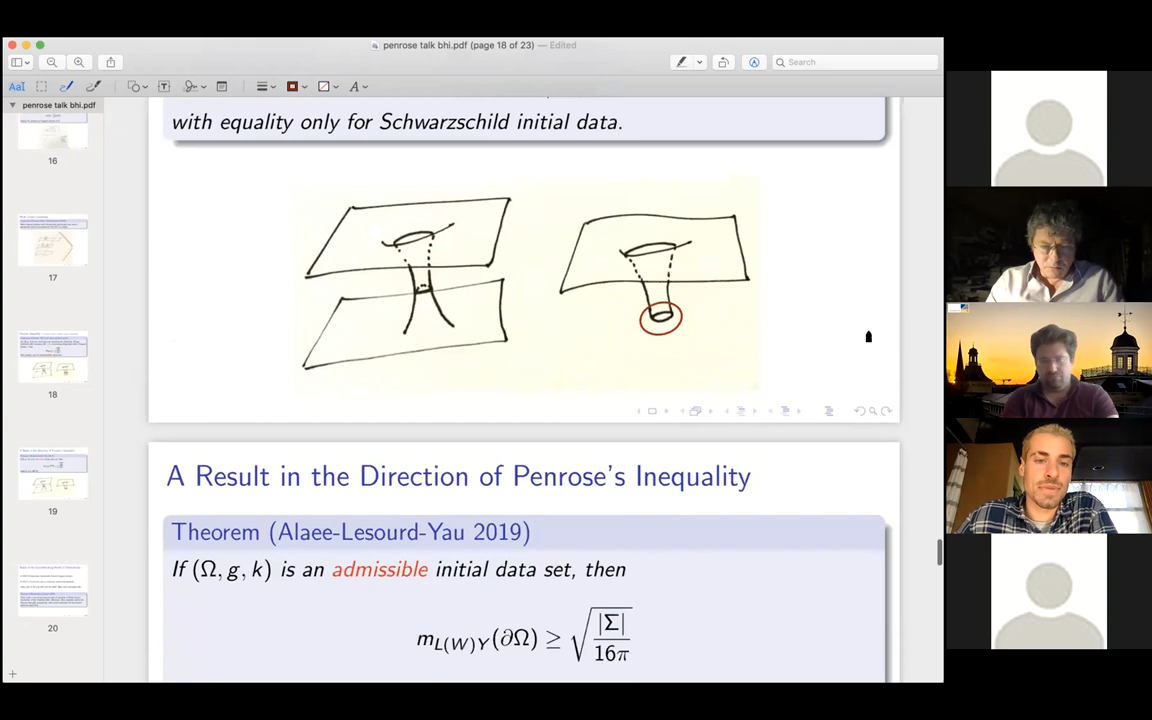 penrose talk bhi.pdf (page 18 of 23) — Edited
Search
penrose talk bhi.pdf
16
17
18
19
20
with equality only for Schwarzschild initial data.
A Result in the Direction of Penrose's Inequality
Theorem (Alaee-Lesourd-Yau 2019)
If (Ω, g, k) is an admissible initial data set, then
m_{L(W)Y}(∂Ω) ≥ √(|Σ|/16π)